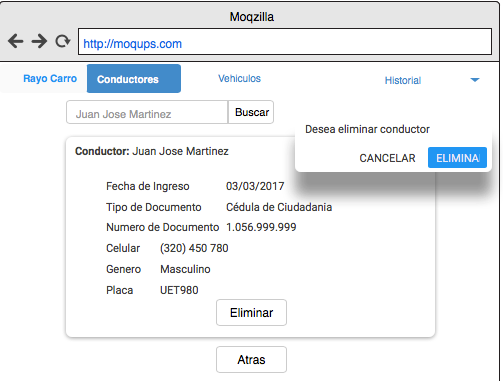 Moqzilla
http://moqups.com
Rayo Carro Conductores Vehiculos Historial
Juan Jose Martinez Buscar
Desea eliminar conductor
CANCELAR ELIMINA
Conductor: Juan Jose Martinez
Fecha de Ingreso 03/03/2017
Tipo de Documento Cédula de Ciudadania
Numero de Documento 1.056.999.999
Celular (320) 450 780
Genero Masculino
Placa UET980
Eliminar
Atras